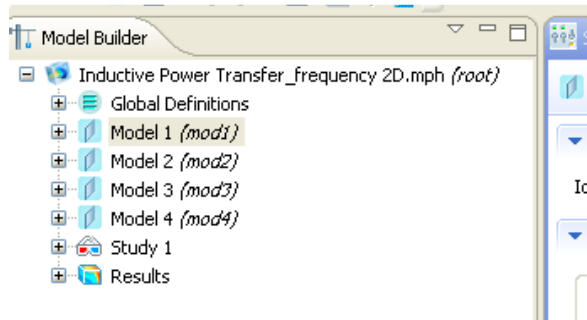 Model Builder
Inductive Power Transfer_frequency 2D.mph (root)
Global Definitions
Model 1 (mod1)
Model 2 (mod2)
Model 3 (mod3)
Model 4 (mod4)
Study 1
Results